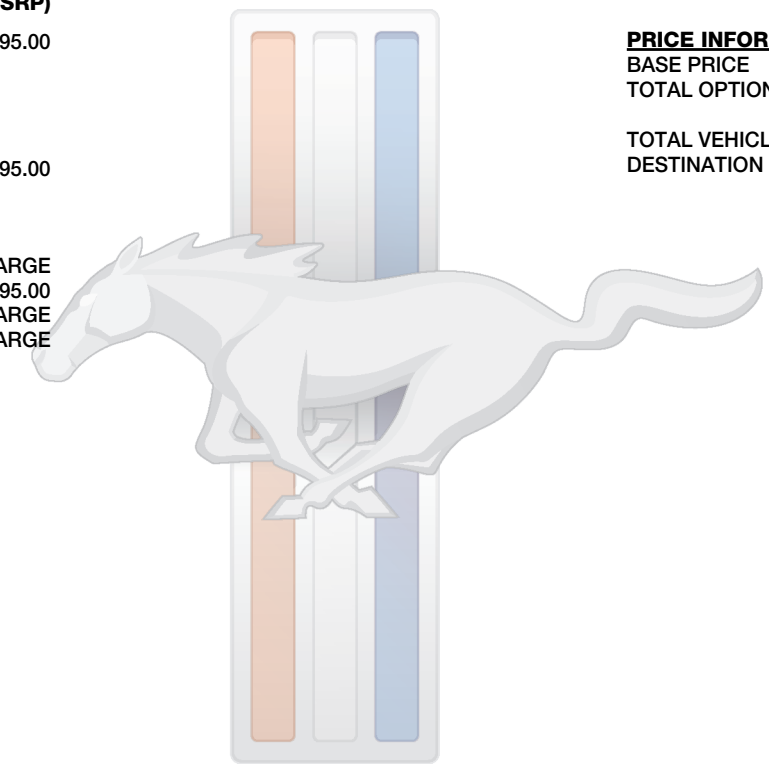 SRP)
95.00
95.00
ARGE
95.00
ARGE
ARGE
PRICE INFOR
BASE PRICE
TOTAL OPTION
TOTAL VEHICL
DESTINATION